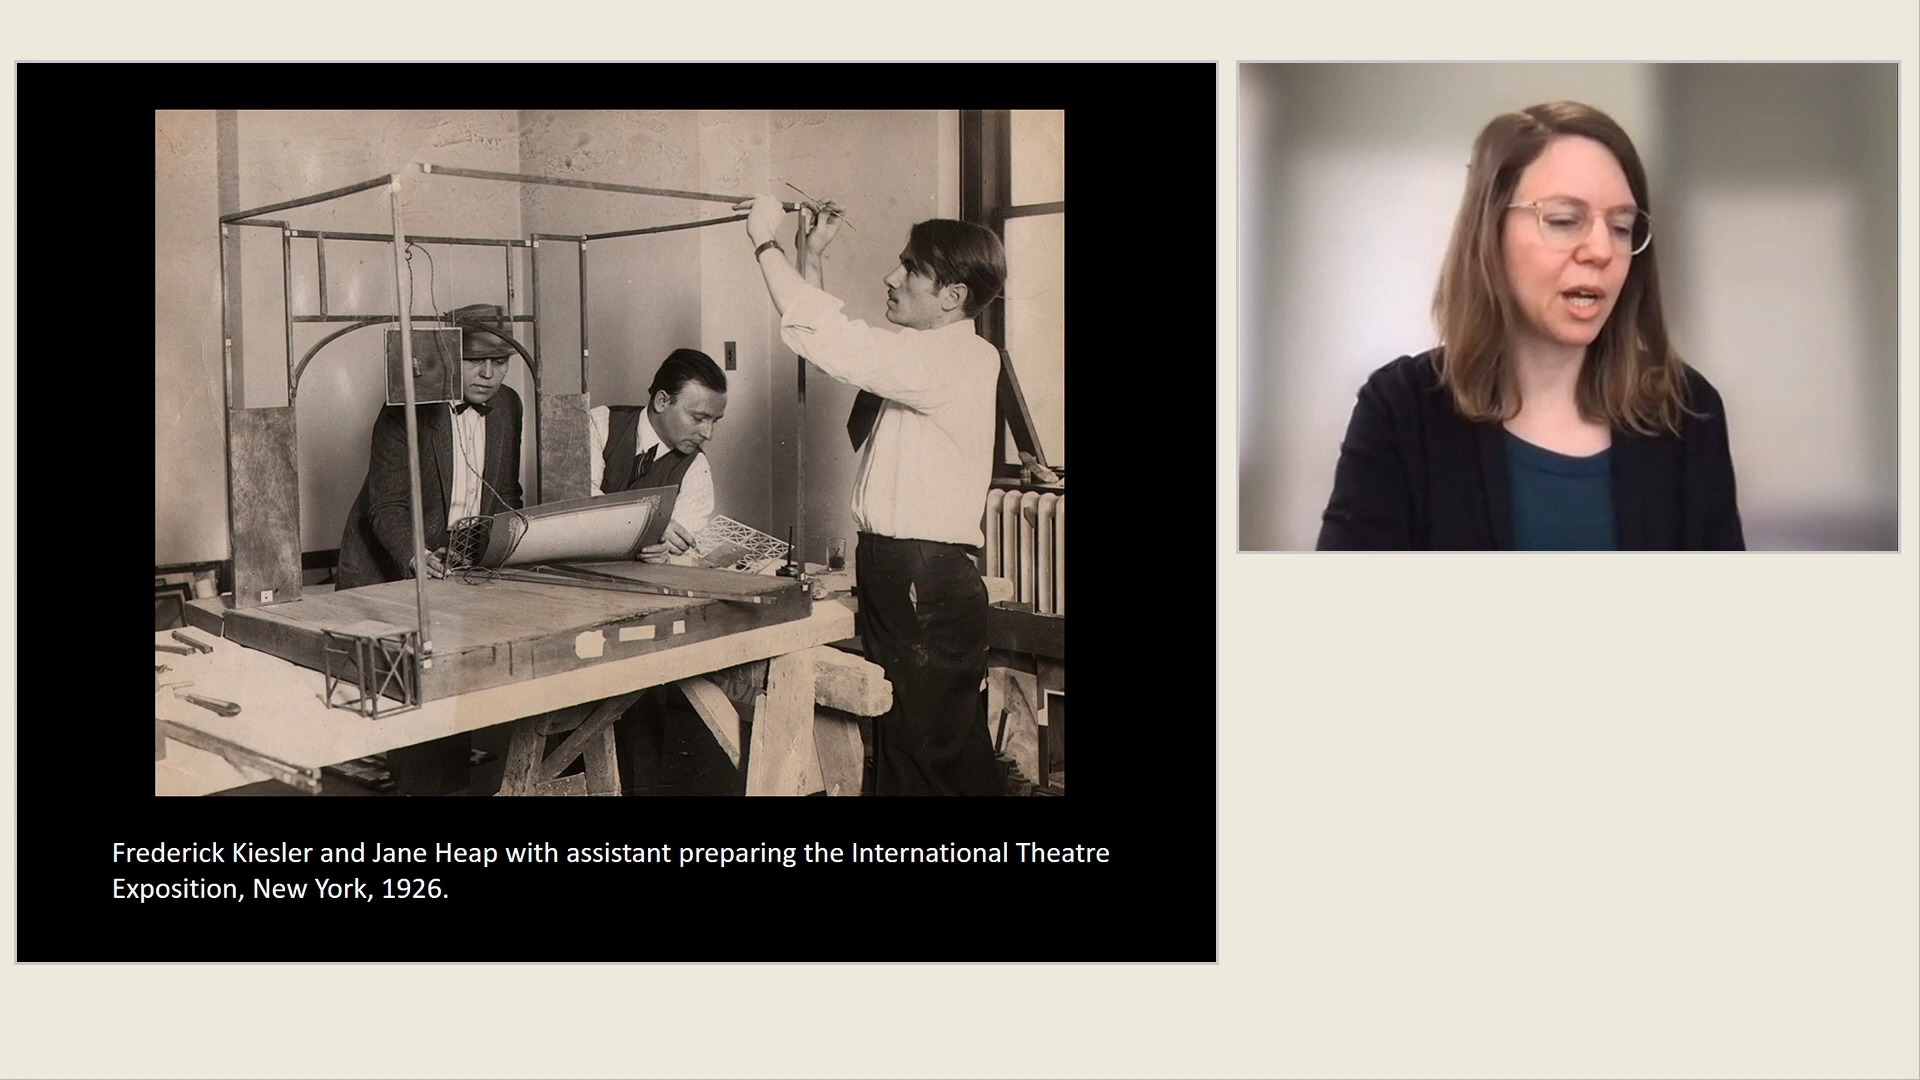 Frederick Kiesler and Jane Heap with assistant preparing the International Theatre
Exposition, New York, 1926.